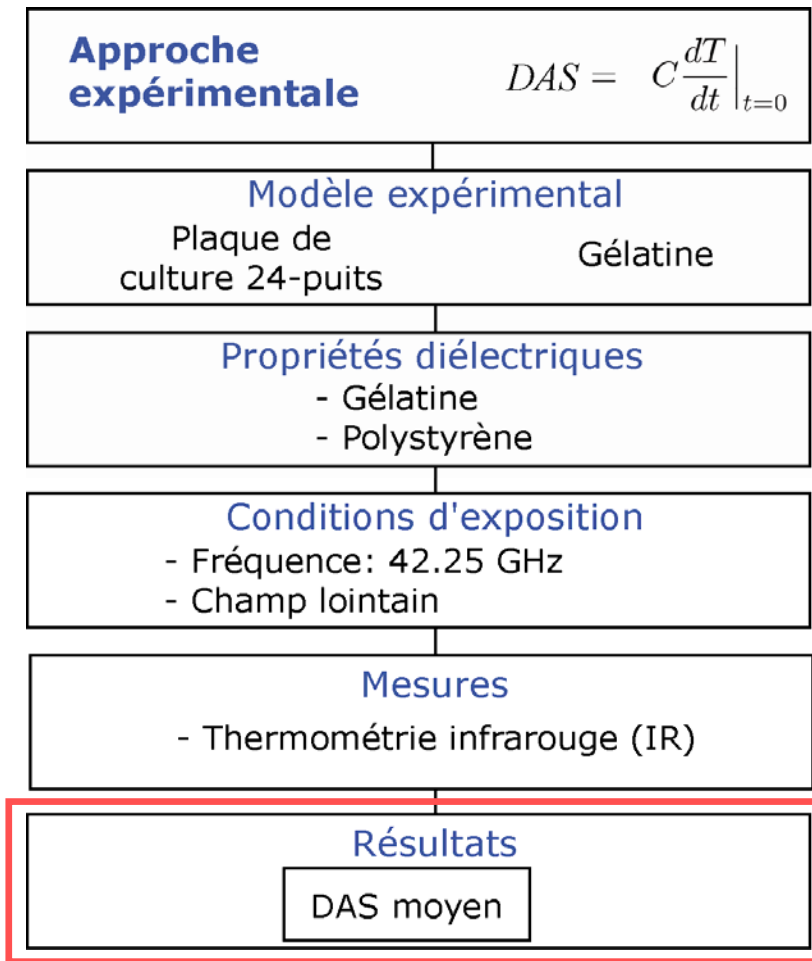 Approche
expérimentale
DAS = C dT/dt |t=0
Modèle expérimental
Plaque de
culture 24-puits
Gélatine
Propriétés diélectriques
- Gélatine
- Polystyrène
Conditions d'exposition
- Fréquence: 42.25 GHz
- Champ lointain
Mesures
- Thermométrie infrarouge (IR)
Résultats
DAS moyen